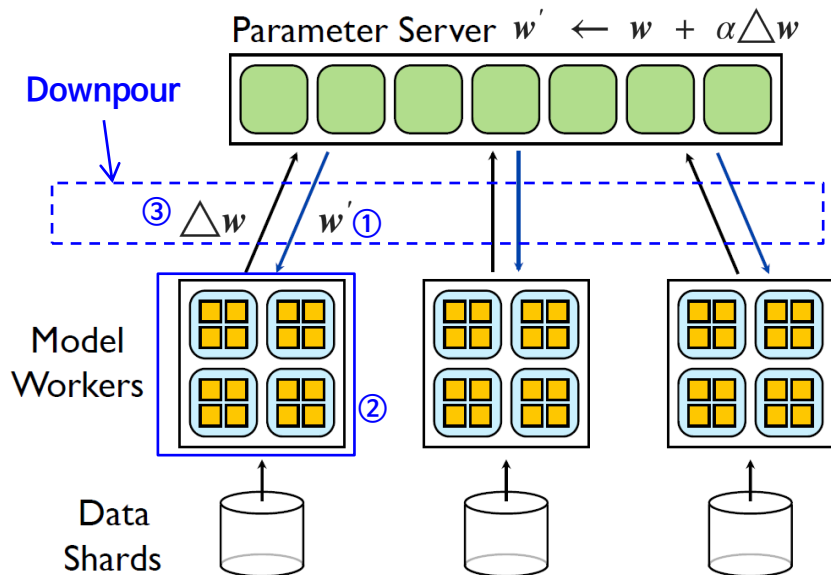 Parameter Server w′ ← w + α△w
Downpour
③ △w w′ ①
Model
Workers
②
Data
Shards